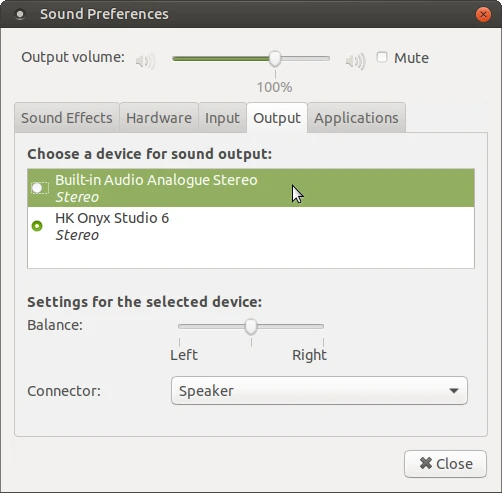 Sound Preferences
Output volume:
Mute
100%
Sound Effects
Hardware
Input
Output
Applications
Choose a device for sound output:
Built-in Audio Analogue Stereo
Stereo
HK Onyx Studio 6
Stereo
Settings for the selected device:
Balance:
Left
Right
Connector:
Speaker
Close